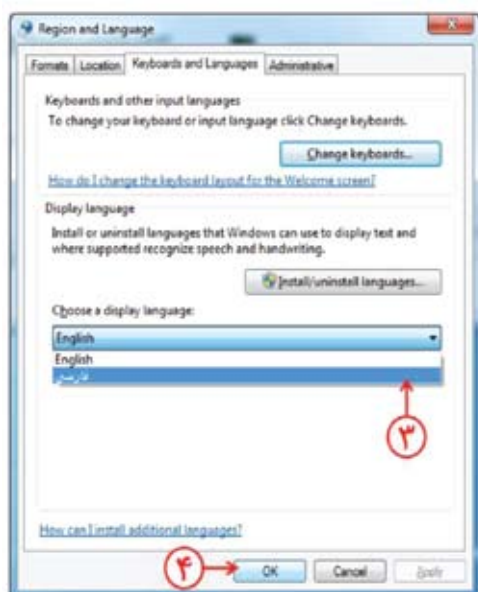 Region and Language
Formats Location Keyboards and Languages Administrative
Keyboards and other input languages
To change your keyboard or input language click Change keyboards.
Change keyboards...
How do I change the keyboard layout for the Welcome screen?
Display language
Install or uninstall languages that Windows can use to display text and
where supported recognize speech and handwriting.
Install/uninstall languages...
Choose a display language:
English
English
فارسی
۳
How can I install additional languages?
۴
OK Cancel Apply